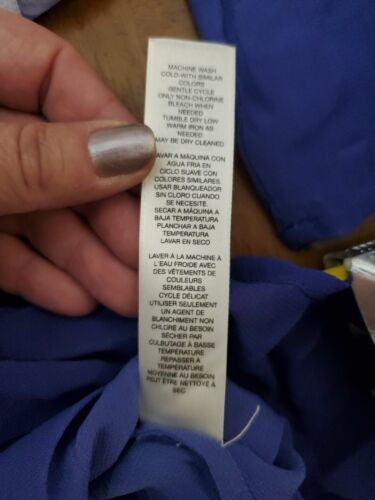 MACHINE WASH
COLD-WITH SIMILAR
COLORS
GENTLE CYCLE
ONLY NON-CHLORINE
BLEACH WHEN
NEEDED
TUMBLE DRY LOW
WARM IRON AS
NEEDED
MAY BE DRY CLEANED
LAVAR A MÁQUINA CON
AGUA FRIA EN
CICLO SUAVE CON
COLORES SIMILARES.
USAR BLANQUEADOR
SIN CLORO CUANDO
SE NECESITE.
SECAR A MÁQUINA A
BAJA TEMPERATURA
PLANCHAR A BAJA
TEMPERATURA
LAVAR EN SECO
LAVER À LA MACHINE À
L'EAU FROIDE AVEC
DES VÊTEMENTS DE
COULEURS
SEMBLABLES
CYCLE DÉLICAT
UTILISER SEULEMENT
UN AGENT DE
BLANCHIMENT NON
CHLORÉ AU BESOIN
SÉCHER PAR
CULBUTAGE À BASSE
TEMPÉRATURE
REPASSER À
TEMPÉRATURE
MOYENNE AU BESOIN
PEUT ÊTRE NETTOYÉ À
SEC